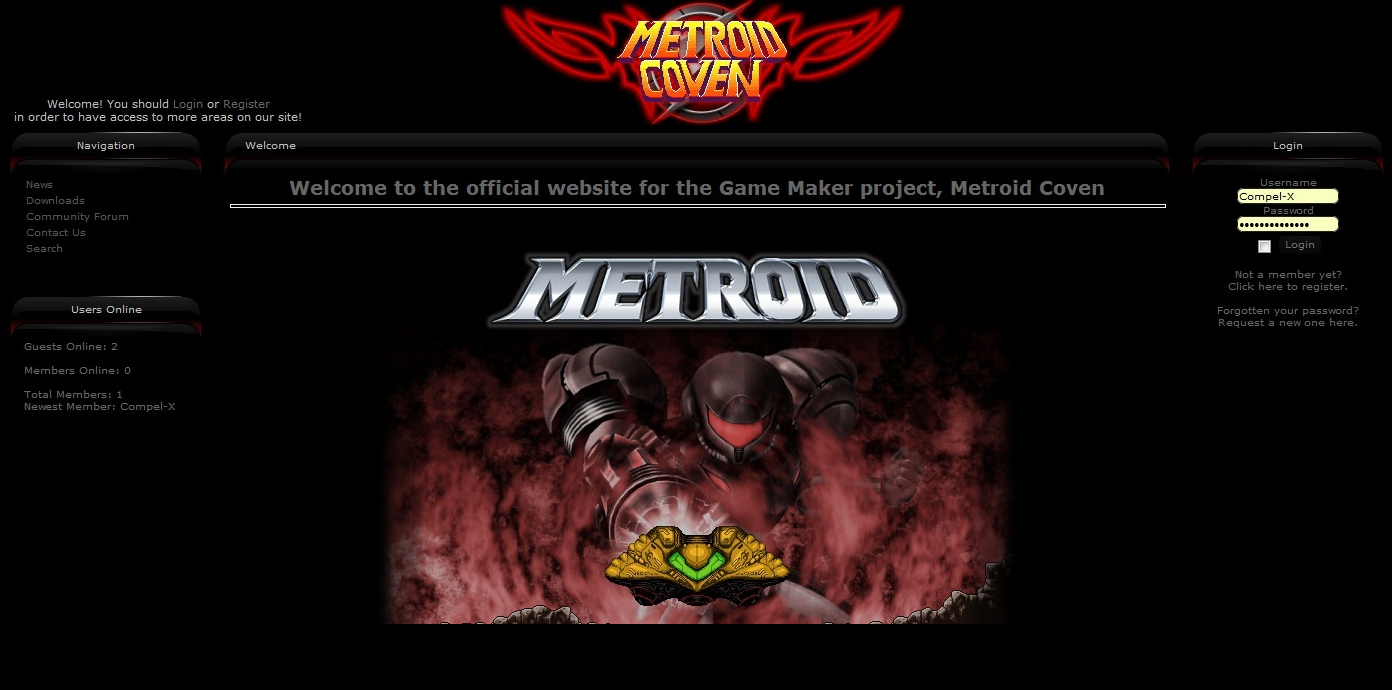 METROID
COVEN
Welcome! You should Login or Register
in order to have access to more areas on our site!
Navigation
News
Downloads
Community Forum
Contact Us
Search
Users Online
Guests Online: 2
Members Online: 0
Total Members: 1
Newest Member: Compel-X
Welcome
Welcome to the official website for the Game Maker project, Metroid Coven
METROID
Login
Username
Compel-X
Password
••••••••••••••
Login
Not a member yet?
Click here to register.
Forgotten your password?
Request a new one here.